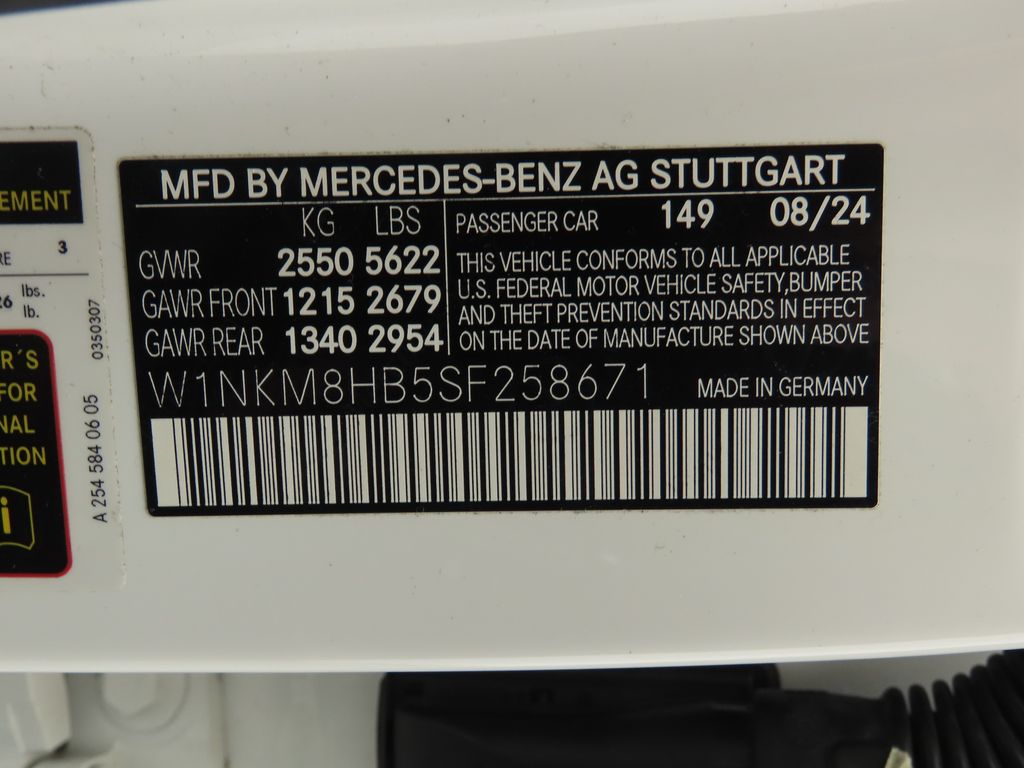 MFD BY MERCEDES-BENZ AG STUTTGART
KG LBS
GVWR 2550 5622
GAWR FRONT 1215 2679
GAWR REAR 1340 2954
PASSENGER CAR 149 08/24
THIS VEHICLE CONFORMS TO ALL APPLICABLE
U.S. FEDERAL MOTOR VEHICLE SAFETY,BUMPER
AND THEFT PREVENTION STANDARDS IN EFFECT
ON THE DATE OF MANUFACTURE SHOWN ABOVE
W1NKM8HB5SF258671 MADE IN GERMANY
EMENT
RE 3
26 lbs.
lb.
R´S
FOR
NAL
TION
i
0350307
A 254 584 06 05